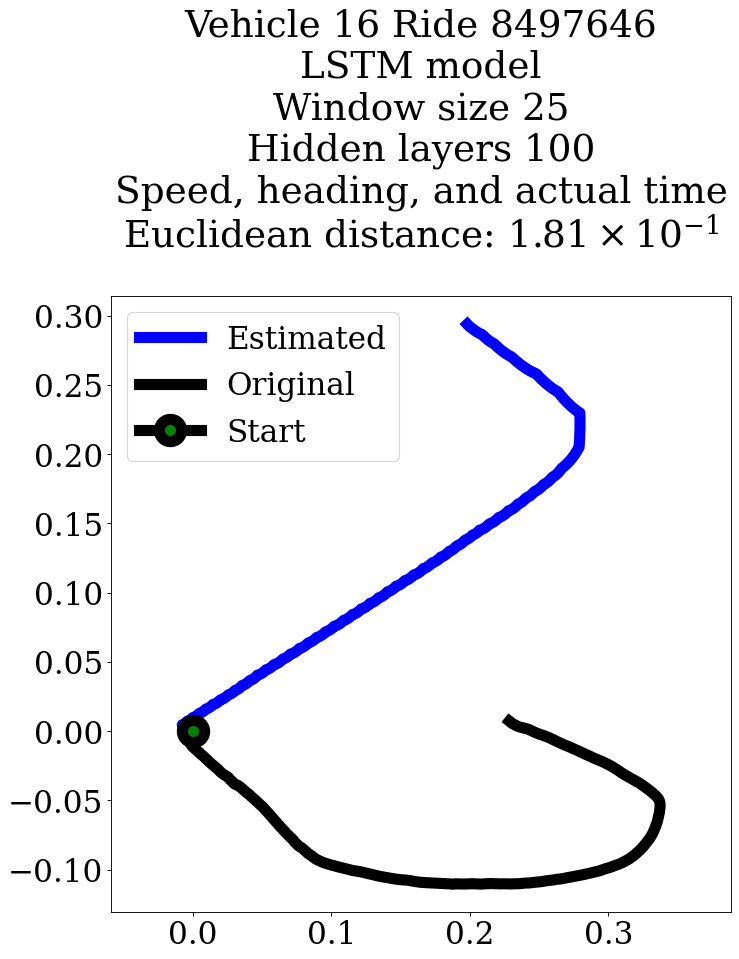 Vehicle 16 Ride 8497646
LSTM model
Window size 25
Hidden layers 100
Speed, heading, and actual time
Euclidean distance: 1.81 × 10⁻¹
Estimated
Original
Start
0.30
0.25
0.20
0.15
0.10
0.05
0.00
−0.05
−0.10
0.0 0.1 0.2 0.3